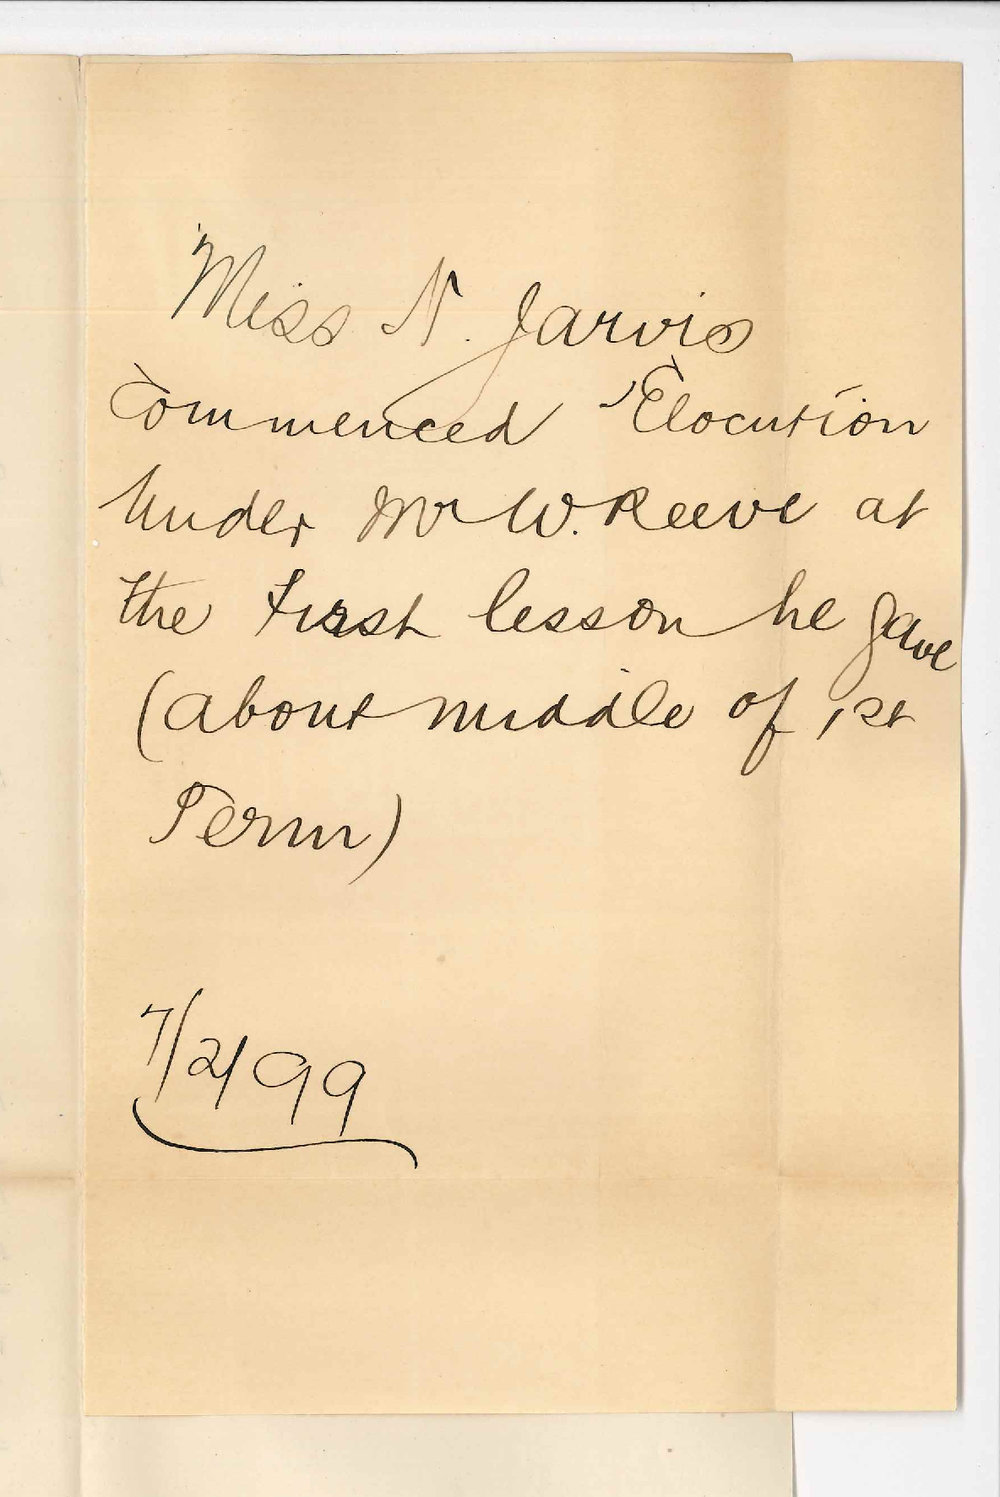 Miss N. Jarvis
Commenced Elocution
Under Mr W. Reeve at
the first lesson he gave
(about middle of 1st
Term)
7/2/99